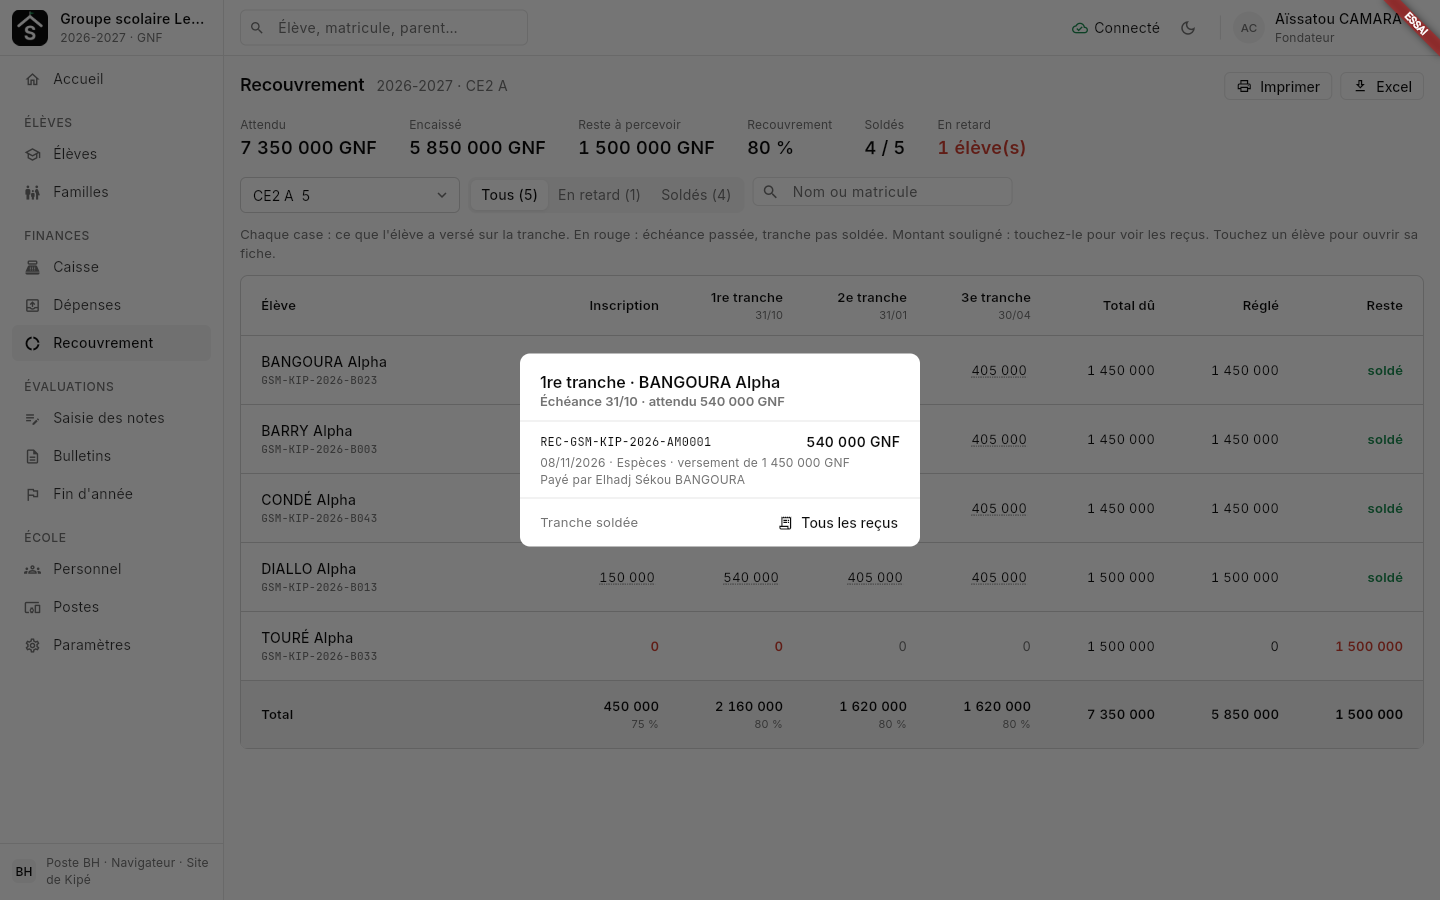 Groupe scolaire Le...
2026-2027 · GNF
Élève, matricule, parent...
Connecté
AC
Aïssatou CAMARA
Fondateur
ESSAI
Accueil
ÉLÈVES
Élèves
Familles
FINANCES
Caisse
Dépenses
Recouvrement
ÉVALUATIONS
Saisie des notes
Bulletins
Fin d'année
ÉCOLE
Personnel
Postes
Paramètres
BH
Poste BH · Navigateur · Site
de Kipé
Recouvrement 2026-2027 · CE2 A
Imprimer
Excel
Attendu Encaissé Reste à percevoir Recouvrement Soldés En retard
7 350 000 GNF 5 850 000 GNF 1 500 000 GNF 80 % 4 / 5 1 élève(s)
CE2 A 5
Tous (5) En retard (1) Soldés (4)
Nom ou matricule
Chaque case : ce que l'élève a versé sur la tranche. En rouge : échéance passée, tranche pas soldée. Montant souligné : touchez-le pour voir les reçus. Touchez un élève pour ouvrir sa
fiche.
Élève Inscription 1re tranche 2e tranche 3e tranche Total dû Réglé Reste
31/10 31/01 30/04
BANGOURA Alpha
GSM-KIP-2026-B023
405 000 1 450 000 1 450 000 soldé
BARRY Alpha
GSM-KIP-2026-B003
405 000 1 450 000 1 450 000 soldé
CONDÉ Alpha
GSM-KIP-2026-B043
405 000 1 450 000 1 450 000 soldé
DIALLO Alpha
GSM-KIP-2026-B013
150 000 540 000 405 000 405 000 1 500 000 1 500 000 soldé
TOURÉ Alpha
GSM-KIP-2026-B033
0 0 0 0 1 500 000 0 1 500 000
Total 450 000 2 160 000 1 620 000 1 620 000 7 350 000 5 850 000 1 500 000
75 % 80 % 80 % 80 %
1re tranche · BANGOURA Alpha
Échéance 31/10 · attendu 540 000 GNF
REC-GSM-KIP-2026-AM0001 540 000 GNF
08/11/2026 · Espèces · versement de 1 450 000 GNF
Payé par Elhadj Sékou BANGOURA
Tranche soldée
Tous les reçus